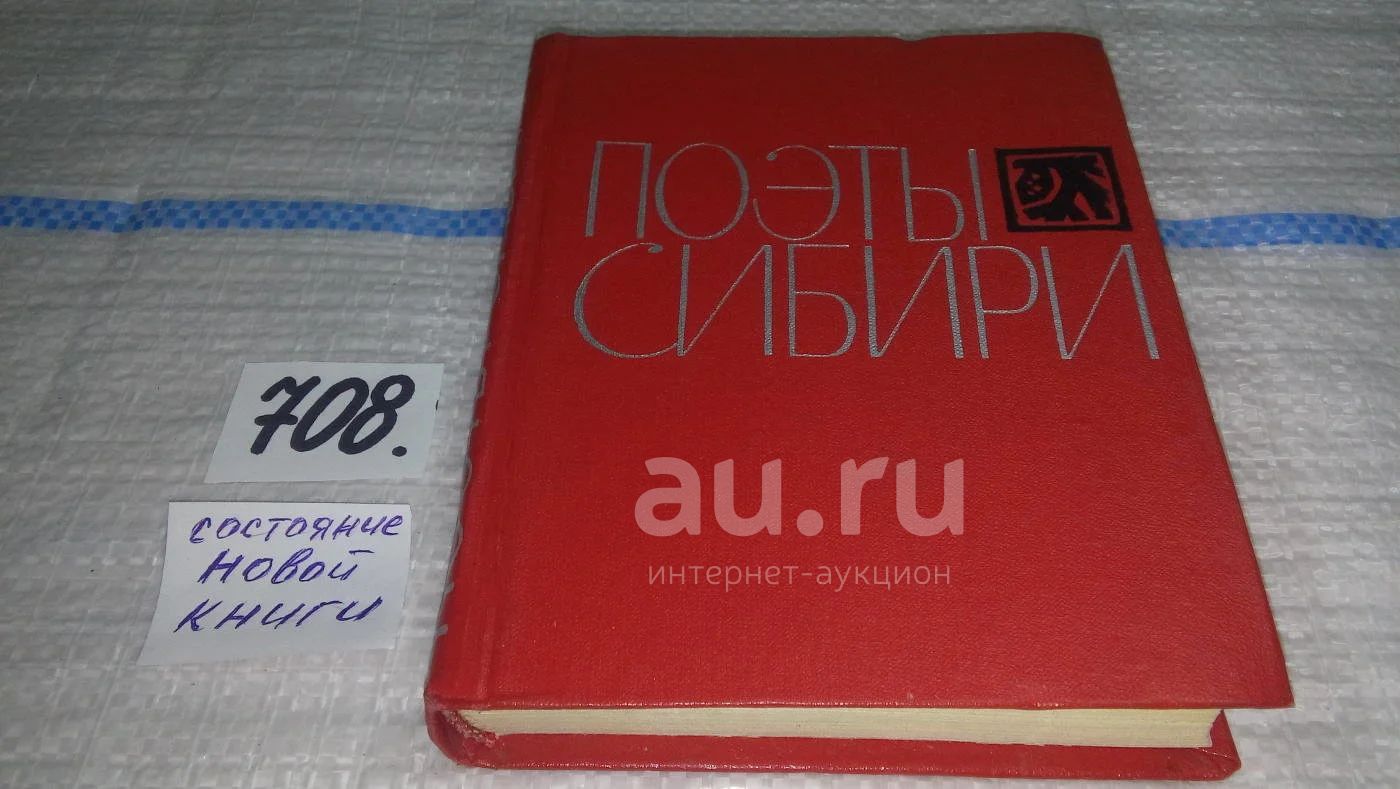 ПОЭТЫ
СИБИРИ
708.
состояние
новой
книги
au.ru
интернет-аукцион